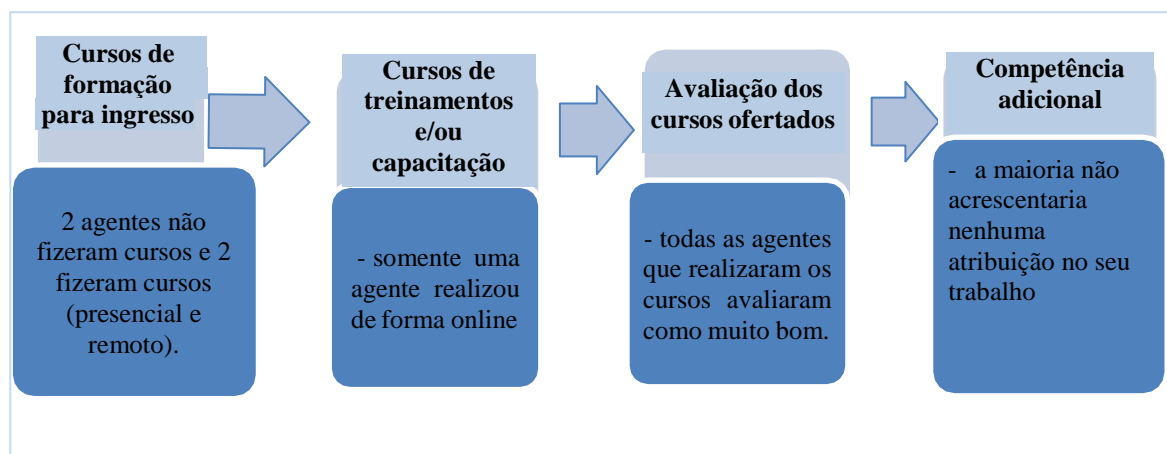 Cursos de
formação
para ingresso
2 agentes não
fizeram cursos e 2
fizeram cursos
(presencial e
remoto).
Cursos de
treinamentos
e/ou
capacitação
- somente uma
agente realizou
de forma online
Avaliação dos
cursos ofertados
- todas as agentes
que realizaram os
cursos avaliaram
como muito bom.
Competência
adicional
- a maioria não
acrescentaria
nenhuma
atribuição no seu
trabalho